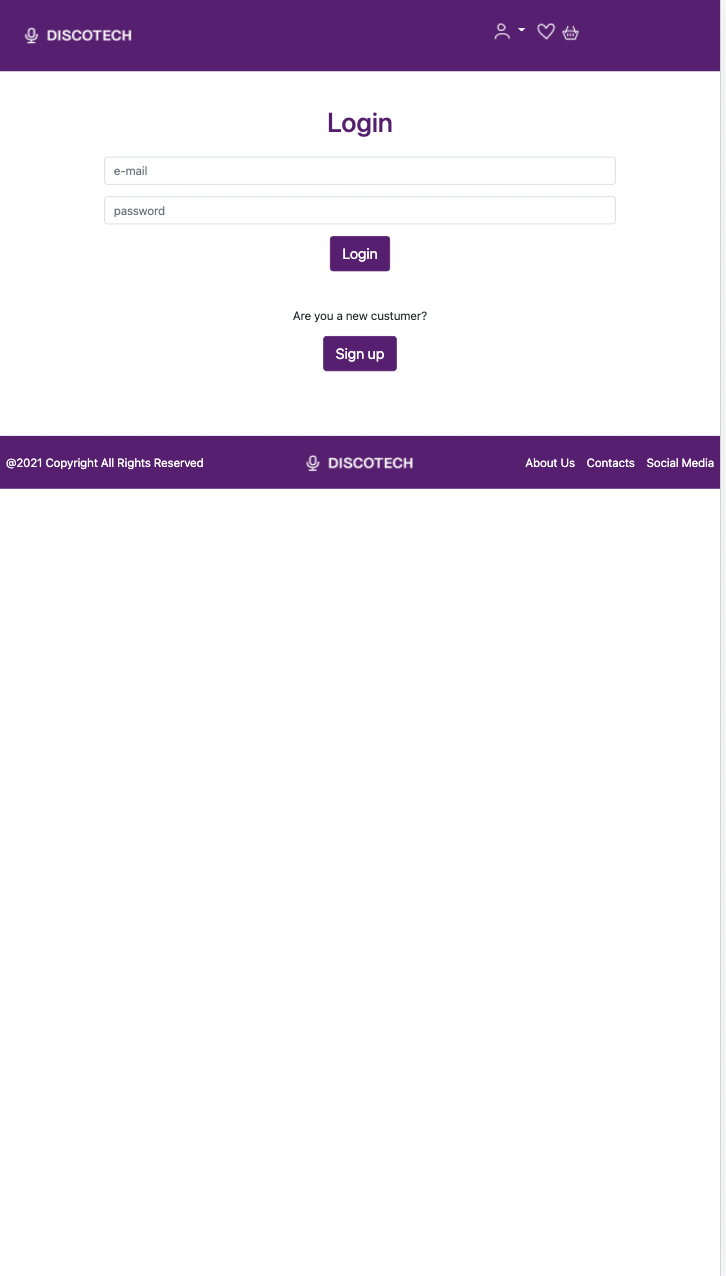 DISCOTECH
Login
e-mail
password
Login
Are you a new custumer?
Sign up
@2021 Copyright All Rights Reserved DISCOTECH About Us Contacts Social Media